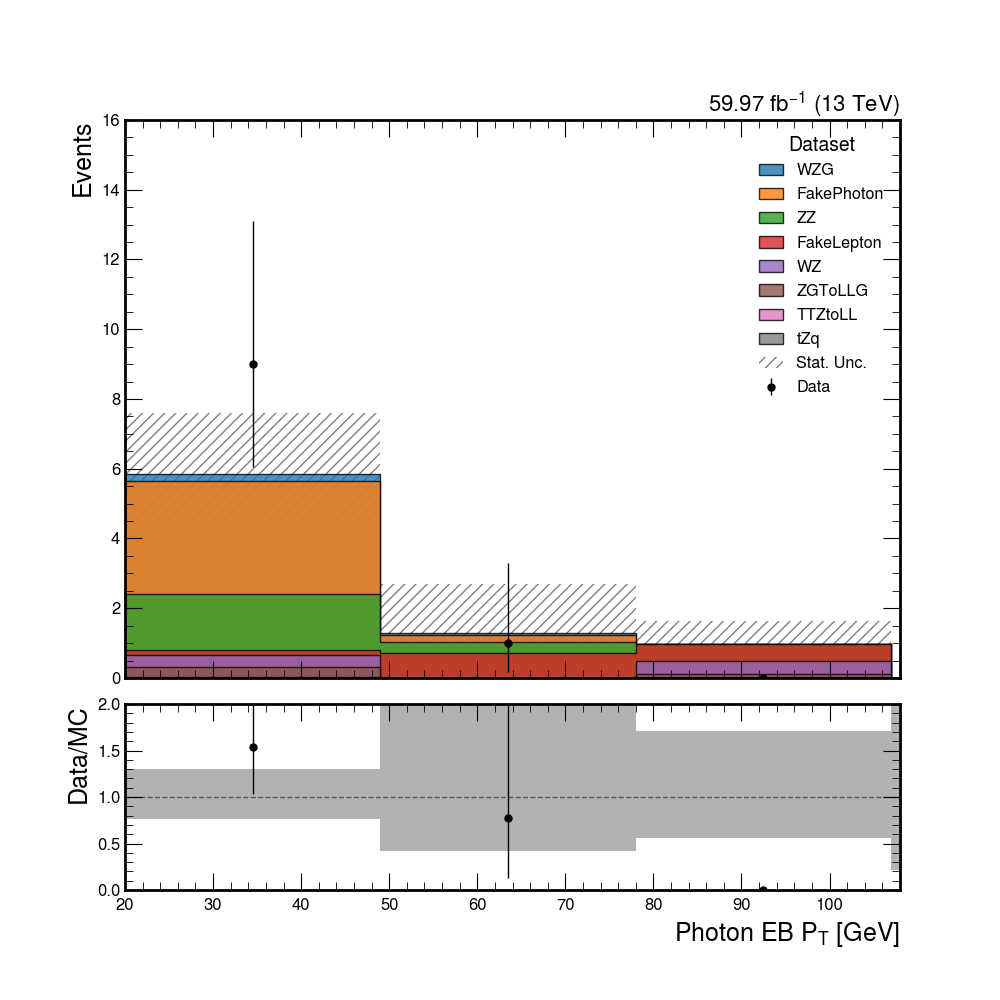 59.97 fb⁻¹ (13 TeV)
Events
16
14
12
10
8
6
4
2
0
Dataset
WZG
FakePhoton
ZZ
FakeLepton
WZ
ZGToLLG
TTZtoLL
tZq
Stat. Unc.
Data
Data/MC
2.0
1.5
1.0
0.5
0.0
20 30 40 50 60 70 80 90 100
Photon EB P_T [GeV]